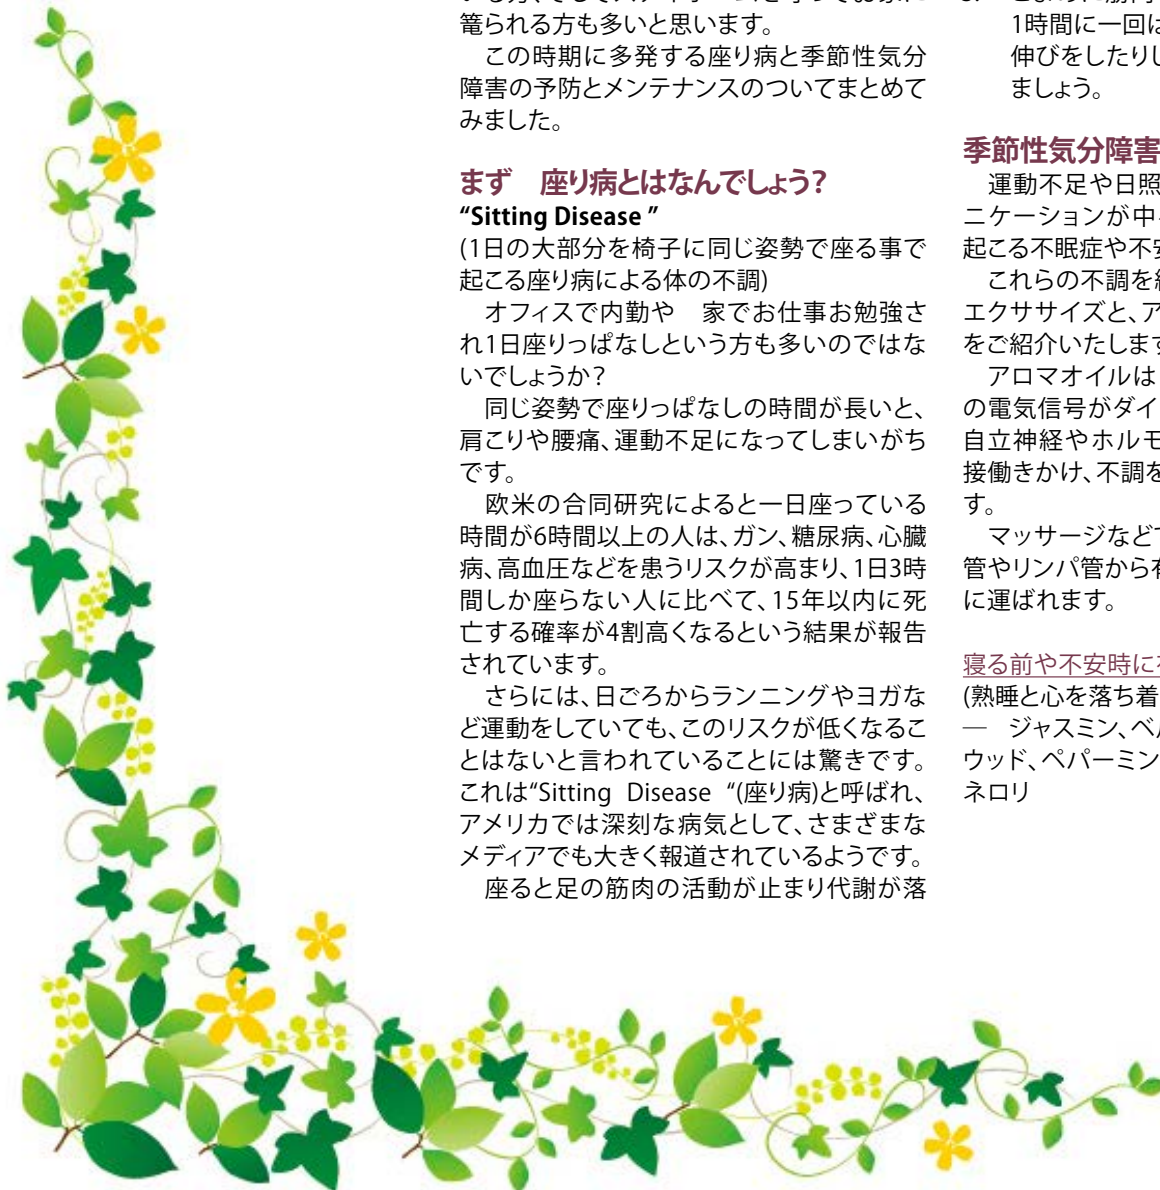 篭られる方も多いと思います。
　この時期に多発する座り病と季節性気分
障害の予防とメンテナンスのついてまとめて
みました。
まず　座り病とはなんでしょう？
“Sitting Disease ”
(1日の大部分を椅子に同じ姿勢で座る事で
起こる座り病による体の不調)
　オフィスで内勤や　家でお仕事お勉強さ
れ1日座りっぱなしという方も多いのではな
いでしょうか？
　同じ姿勢で座りっぱなしの時間が長いと、
肩こりや腰痛、運動不足になってしまいがち
です。
　欧米の合同研究によると一日座っている
時間が6時間以上の人は、ガン、糖尿病、心臓
病、高血圧などを患うリスクが高まり、1日3時
間しか座らない人に比べて、15年以内に死
亡する確率が4割高くなるという結果が報告
されています。
　さらには、日ごろからランニングやヨガな
ど運動をしていても、このリスクが低くなるこ
とはないと言われていることには驚きです。
これは“Sitting Disease “(座り病)と呼ばれ、
アメリカでは深刻な病気として、さまざまな
メディアでも大きく報道されているようです。
　座ると足の筋肉の活動が止まり代謝が落
1時間に一回は
伸びをしたりし
ましょう。
季節性気分障害
　運動不足や日照
ニケーションが中
起こる不眠症や不安
　これらの不調を
エクササイズと、ア
をご紹介いたします
　アロマオイルは
の電気信号がダイ
自立神経やホルモ
接働きかけ、不調を
す。
　マッサージなどで
管やリンパ管から有
に運ばれます。
寝る前や不安時に
(熟睡と心を落ち着
―　ジャスミン、ベル
ウッド、ペパーミン
ネロリ